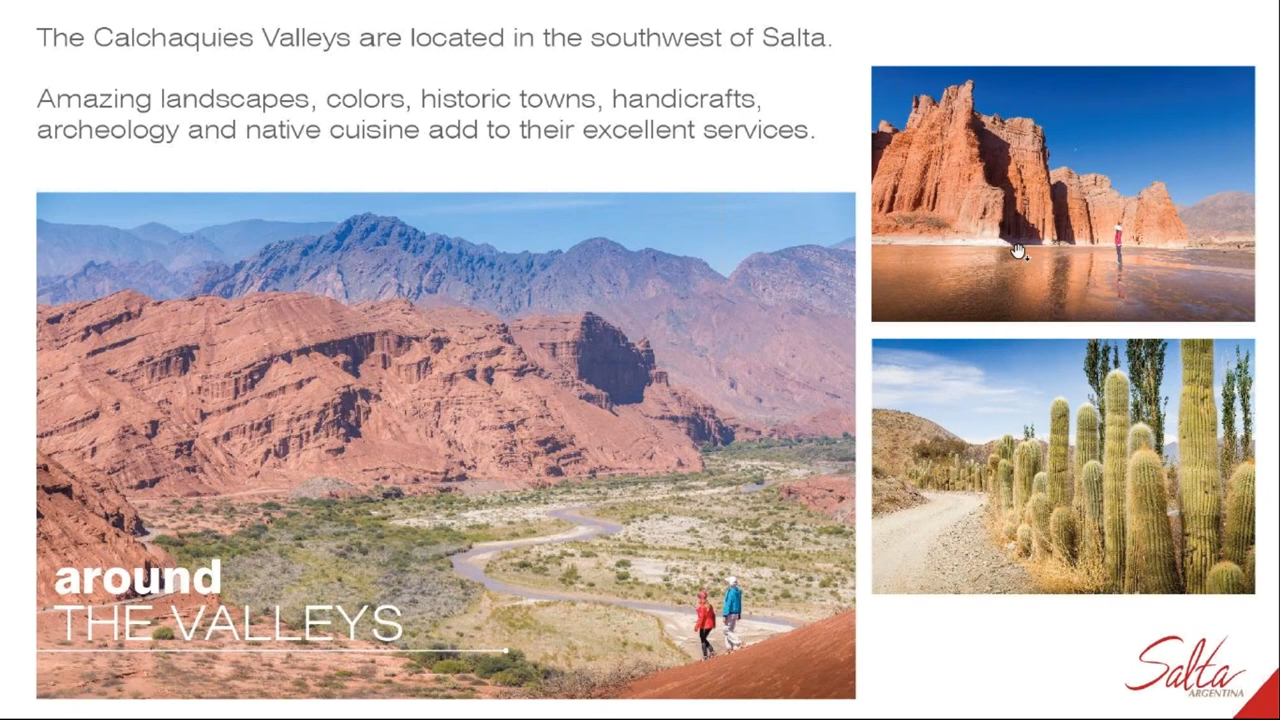 The Calchaquies Valleys are located in the southwest of Salta.
Amazing landscapes, colors, historic towns, handicrafts,
archeology and native cuisine add to their excellent services.
around
THE VALLEYS
Salta
ARGENTINA